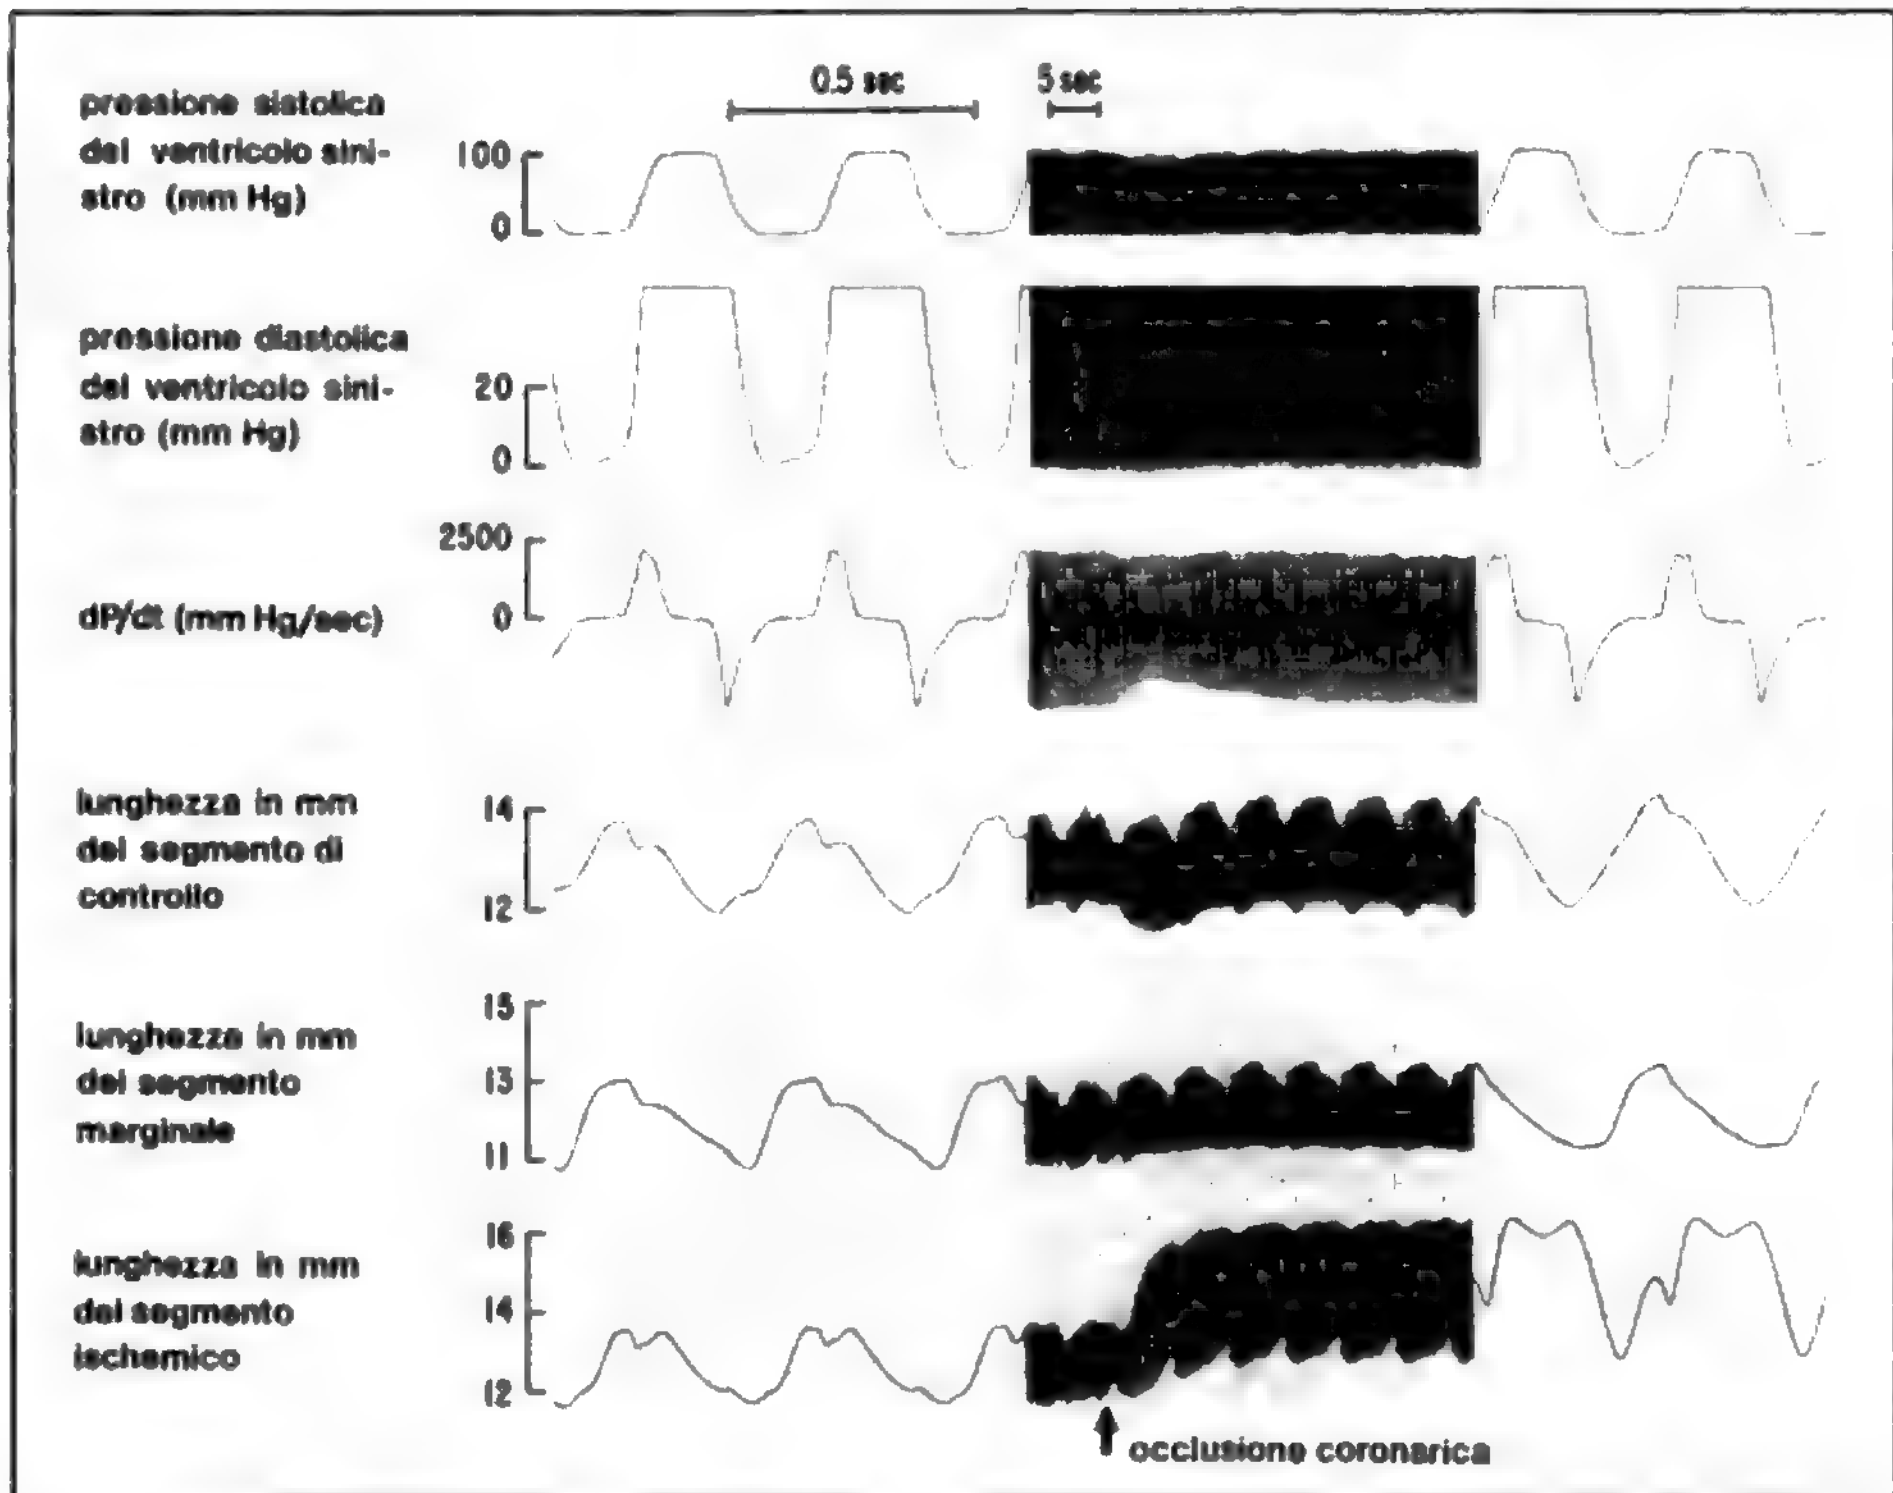 0.5 sec
5 sec
pressione sistolica
del ventricolo sini-
stro (mm Hg)
100
0
pressione diastolica
del ventricolo sini-
stro (mm Hg)
20
0
dP/dt (mm Hg/sec)
2500
0
lunghezza in mm
del segmento di
controllo
14
12
lunghezza in mm
del segmento
marginale
15
13
11
lunghezza in mm
del segmento
ischemico
16
14
12
occlusione coronarica